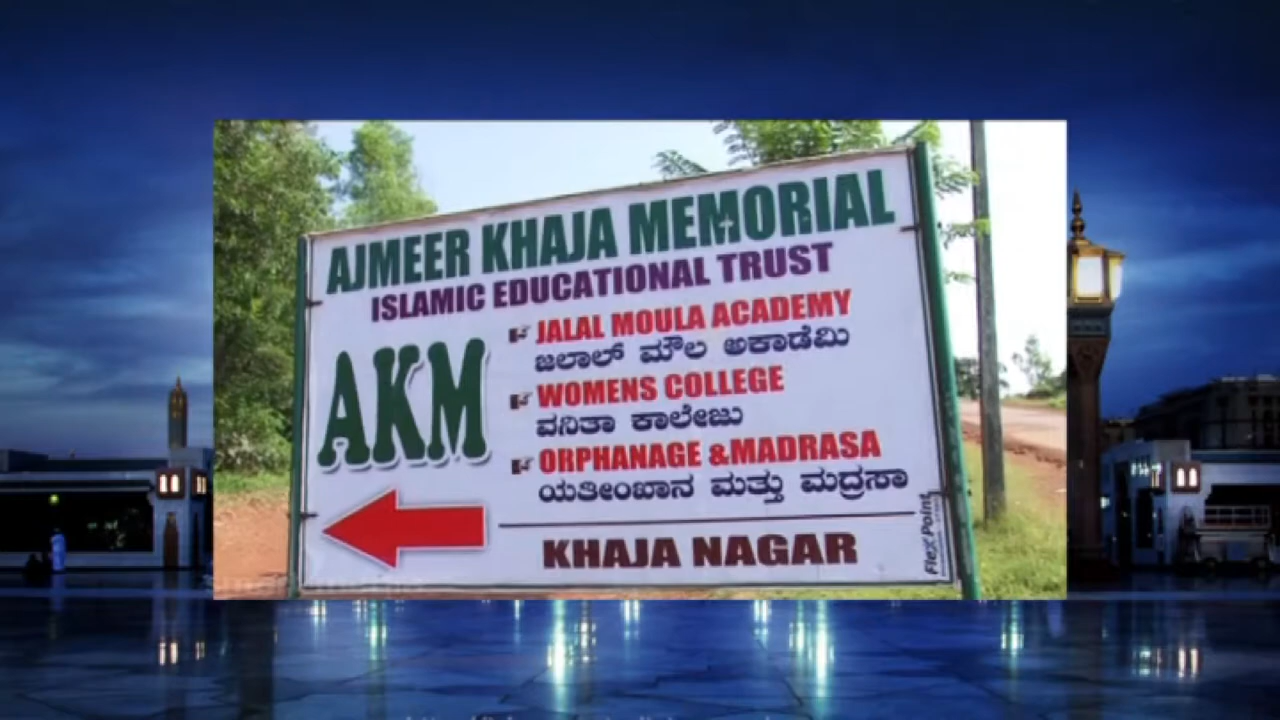 AJMEER KHAJA MEMORIAL
ISLAMIC EDUCATIONAL TRUST
AKM
JALAL MOULA ACADEMY
ಜಲಾಲ್ ಮೌಲ ಅಕಾಡೆಮಿ
WOMENS COLLEGE
ವನಿತಾ ಕಾಲೇಜು
ORPHANAGE &MADRASA
ಯತೀಂಖಾನ ಮತ್ತು ಮದ್ರಸಾ
KHAJA NAGAR
Flex Point